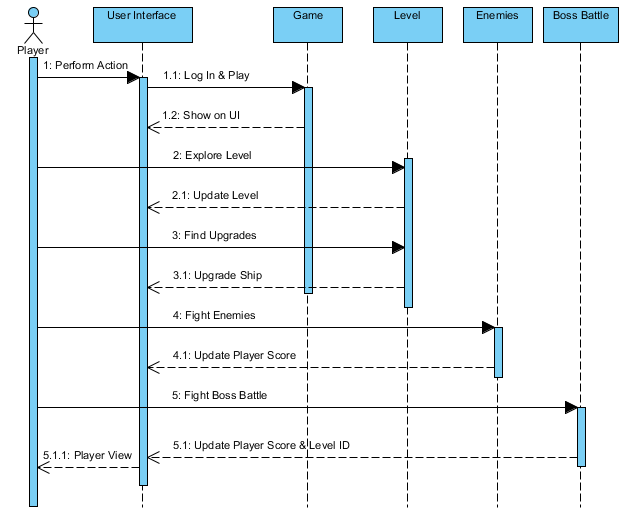 User Interface
Game
Level
Enemies
Boss Battle
Player
1: Perform Action
1.1: Log In & Play
1.2: Show on UI
2: Explore Level
2.1: Update Level
3: Find Upgrades
3.1: Upgrade Ship
4: Fight Enemies
4.1: Update Player Score
5: Fight Boss Battle
5.1: Update Player Score & Level ID
5.1.1: Player View